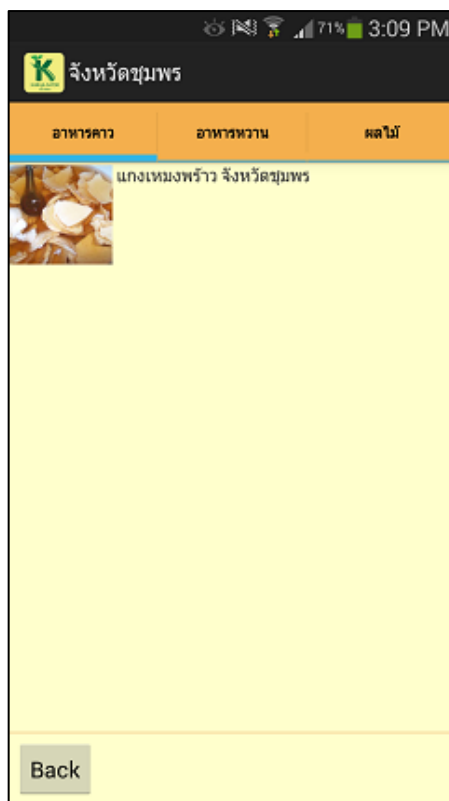 71% 3:09 PM
จังหวัดชุมพร
อาหารคาว อาหารหวาน ผลไม้
แกงเหมงพร้าว จังหวัดชุมพร
Back